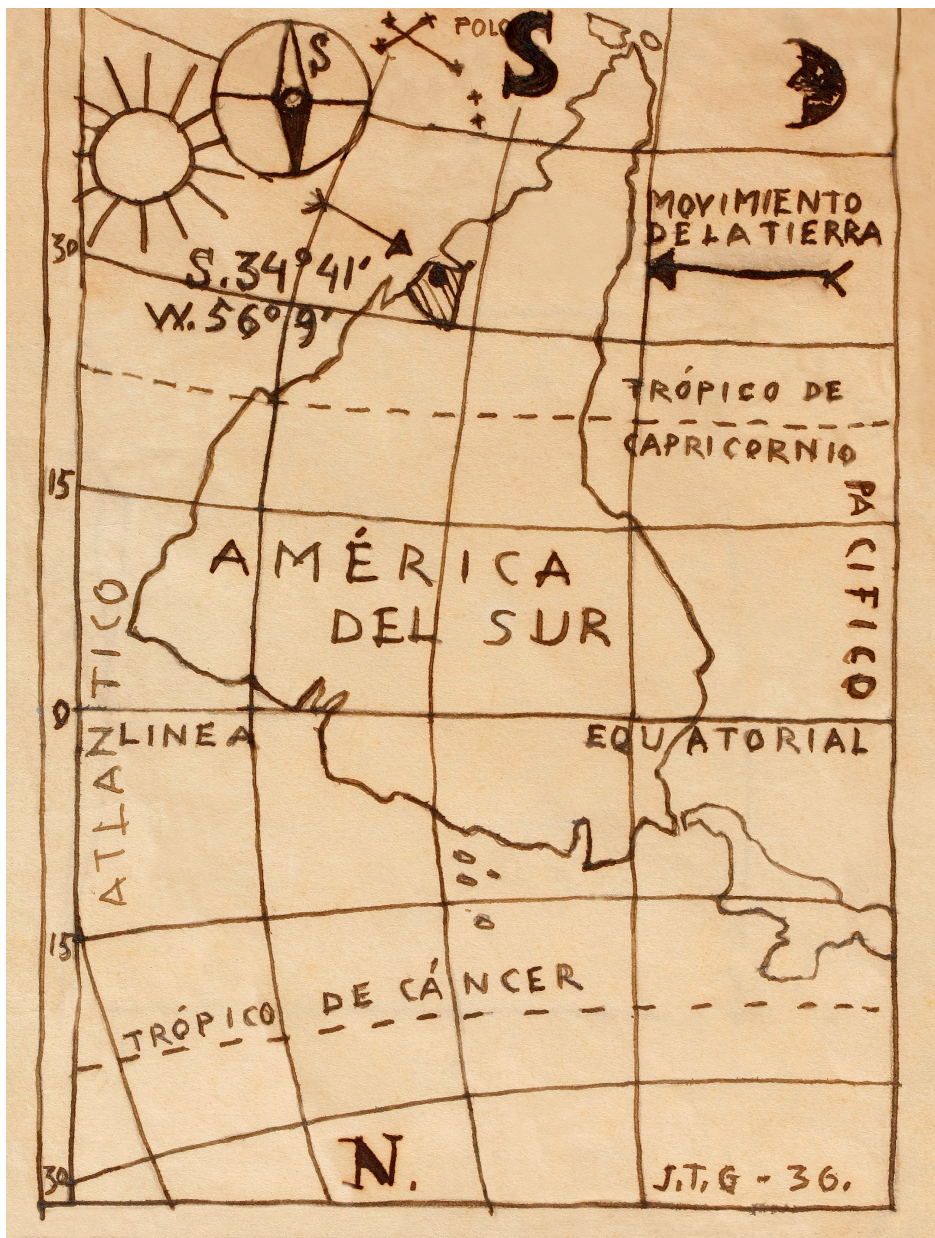 POLO
S
S
MOVIMIENTO
DE LA TIERRA
30
S. 34° 41'
W. 56° 9'
TRÓPICO DE
CAPRICORNIO
15
PACIFICO
AMÉRICA
DEL SUR
ATLANTICO
0
LINEA EQUATORIAL
15
TRÓPICO DE CÁNCER
30
N.
J.T.G - 36.